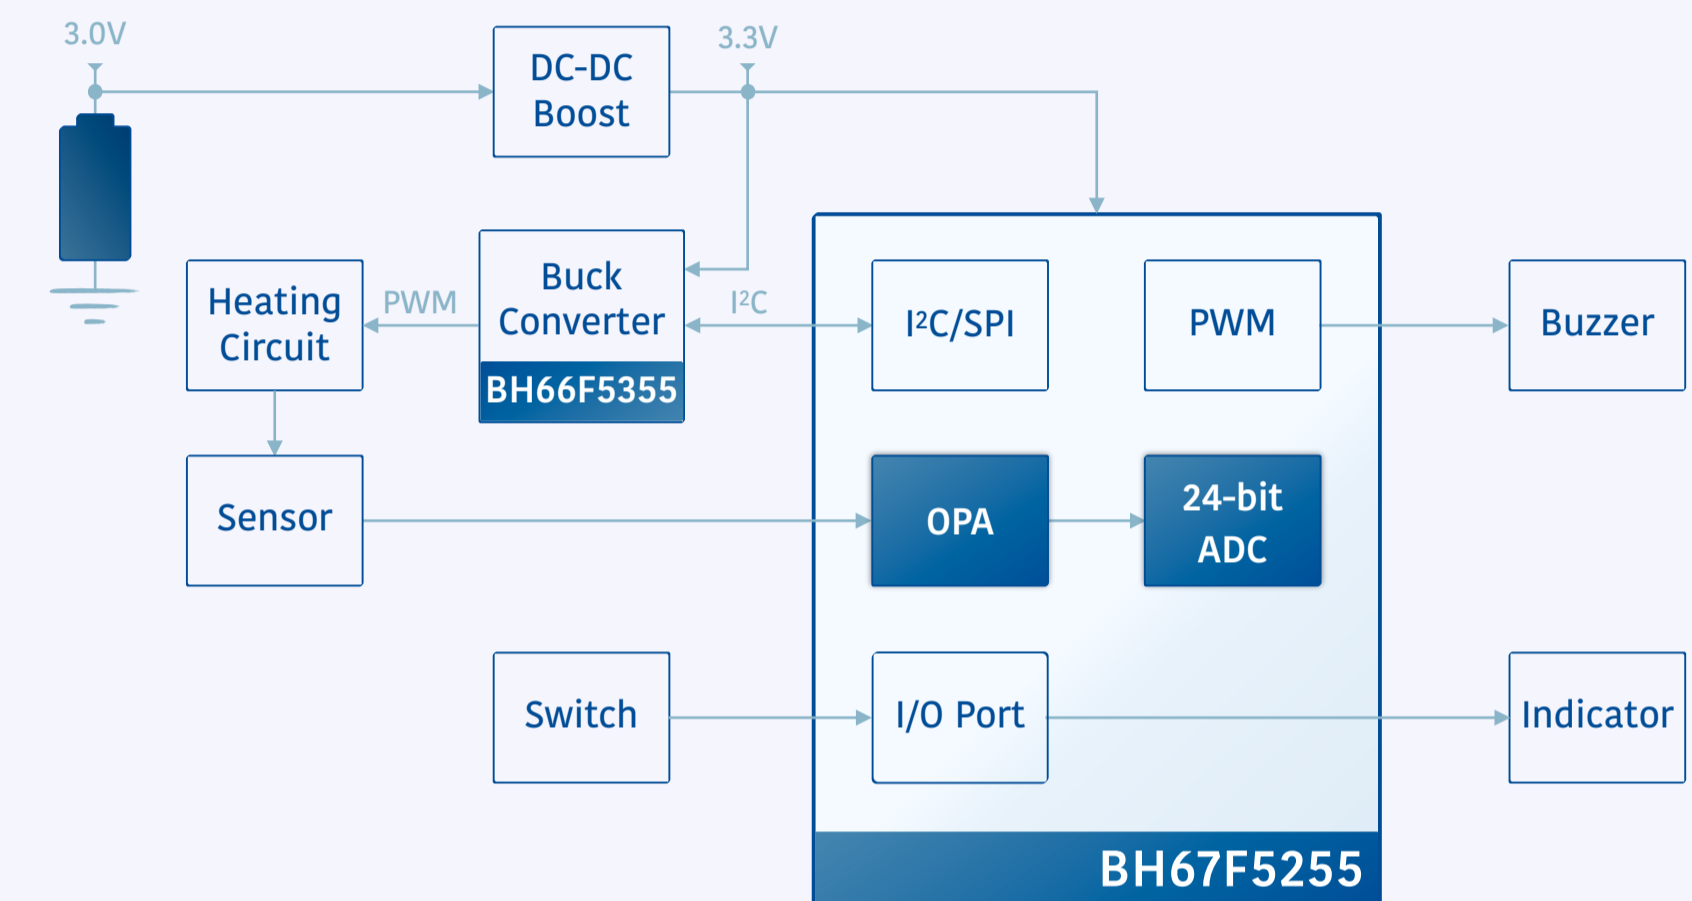 3.0V
DC-DC
Boost
3.3V
Heating
Circuit
PWM
Buck
Converter
BH66F5355
I²C
I²C/SPI
PWM
Buzzer
Sensor
OPA
24-bit
ADC
Switch
I/O Port
Indicator
BH67F5255